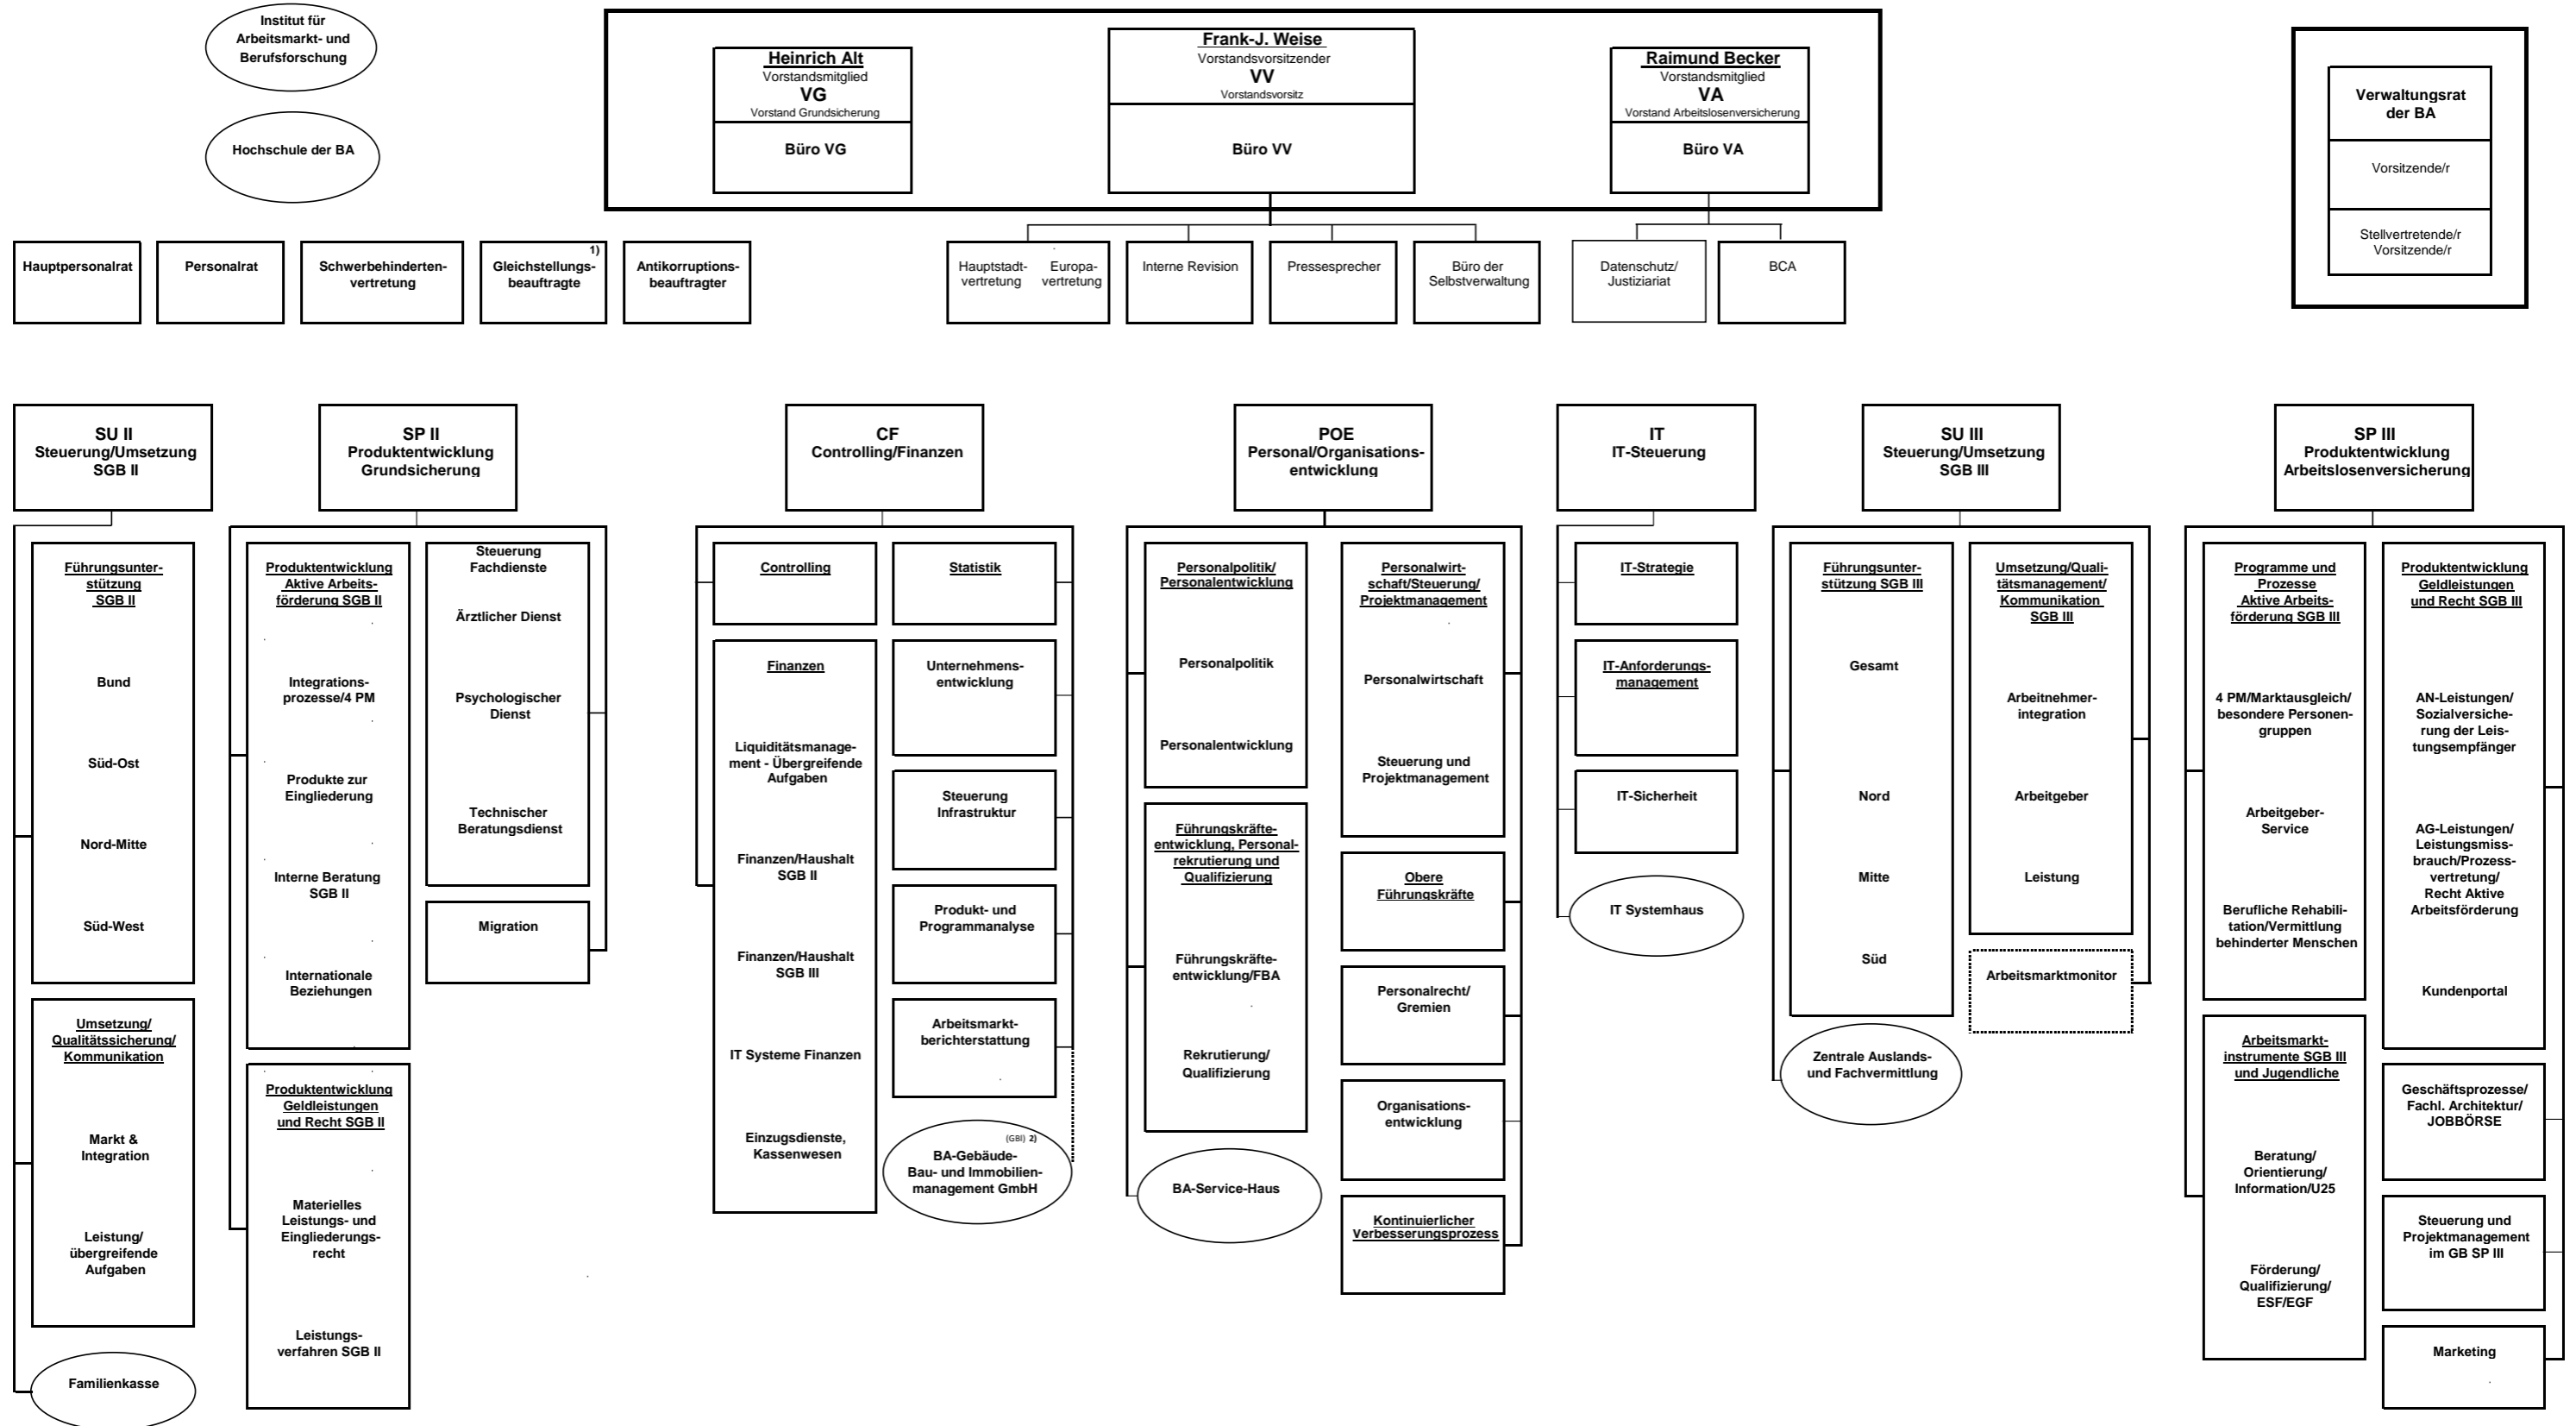 Institut für
Arbeitsmarkt- und
Berufsforschung
Hochschule der BA
Heinrich Alt
Vorstandsmitglied
VG
Vorstand Grundsicherung
Büro VG
Frank-J. Weise
Vorstandsvorsitzender
VV
Vorstandsvorsitz
Büro VV
Raimund Becker
Vorstandsmitglied
VA
Vorstand Arbeitslosenversicherung
Büro VA
Verwaltungsrat
der BA
Vorsitzende/r
Stellvertretende/r
Vorsitzende/r
Hauptpersonalrat
Personalrat
Schwerbehinderten-
vertretung
1)
Gleichstellungs-
beauftragte
Antikorruptions-
beauftragter
Hauptstadt-
vertretung
Europa-
vertretung
Interne Revision
Pressesprecher
Büro der
Selbstverwaltung
Datenschutz/
Justiziariat
BCA
SU II
Steuerung/Umsetzung
SGB II
Führungsunter-
stützung
SGB II
Bund
Süd-Ost
Nord-Mitte
Süd-West
Umsetzung/
Qualitätssicherung/
Kommunikation
Markt &
Integration
Leistung/
übergreifende
Aufgaben
Familienkasse
SP II
Produktentwicklung
Grundsicherung
Produktentwicklung
Aktive Arbeits-
förderung SGB II
Integrations-
prozesse/4 PM
Produkte zur
Eingliederung
Interne Beratung
SGB II
Internationale
Beziehungen
Produktentwicklung
Geldleistungen
und Recht SGB II
Materielles
Leistungs- und
Eingliederungs-
recht
Leistungs-
verfahren SGB II
Steuerung
Fachdienste
Ärztlicher Dienst
Psychologischer
Dienst
Technischer
Beratungsdienst
Migration
CF
Controlling/Finanzen
Controlling
Finanzen
Liquiditätsmanage-
ment - Übergreifende
Aufgaben
Finanzen/Haushalt
SGB II
Finanzen/Haushalt
SGB III
IT Systeme Finanzen
Einzugsdienste,
Kassenwesen
Statistik
Unternehmens-
entwicklung
Steuerung
Infrastruktur
Produkt- und
Programmanalyse
Arbeitsmarkt-
berichterstattung
(GBI) 2)
BA-Gebäude-
Bau- und Immobilien-
management GmbH
POE
Personal/Organisations-
entwicklung
Personalpolitik/
Personalentwicklung
Personalpolitik
Personalentwicklung
Führungskräfte-
entwicklung, Personal-
rekrutierung und
Qualifizierung
Führungskräfte-
entwicklung/FBA
Rekrutierung/
Qualifizierung
BA-Service-Haus
Personalwirt-
schaft/Steuerung/
Projektmanagement
Personalwirtschaft
Steuerung und
Projektmanagement
Obere
Führungskräfte
Personalrecht/
Gremien
Organisations-
entwicklung
Kontinuierlicher
Verbesserungsprozess
IT
IT-Steuerung
IT-Strategie
IT-Anforderungs-
management
IT-Sicherheit
IT Systemhaus
SU III
Steuerung/Umsetzung
SGB III
Führungsunter-
stützung SGB III
Gesamt
Nord
Mitte
Süd
Zentrale Auslands-
und Fachvermittlung
Umsetzung/Quali-
tätsmanagement/
Kommunikation
SGB III
Arbeitnehmer-
integration
Arbeitgeber
Leistung
Arbeitsmarktmonitor
SP III
Produktentwicklung
Arbeitslosenversicherung
Programme und
Prozesse
Aktive Arbeits-
förderung SGB III
4 PM/Marktausgleich/
besondere Personen-
gruppen
Arbeitgeber-
Service
Berufliche Rehabili-
tation/Vermittlung
behinderter Menschen
Arbeitsmarkt-
instrumente SGB III
und Jugendliche
Beratung/
Orientierung/
Information/U25
Förderung/
Qualifizierung/
ESF/EGF
Produktentwicklung
Geldleistungen
und Recht SGB III
AN-Leistungen/
Sozialversiche-
rung der Leis-
tungsempfänger
AG-Leistungen/
Leistungsmiss-
brauch/Prozess-
vertretung/
Recht Aktive
Arbeitsförderung
Kundenportal
Geschäftsprozesse/
Fachl. Architektur/
JOBBÖRSE
Steuerung und
Projektmanagement
im GB SP III
Marketing